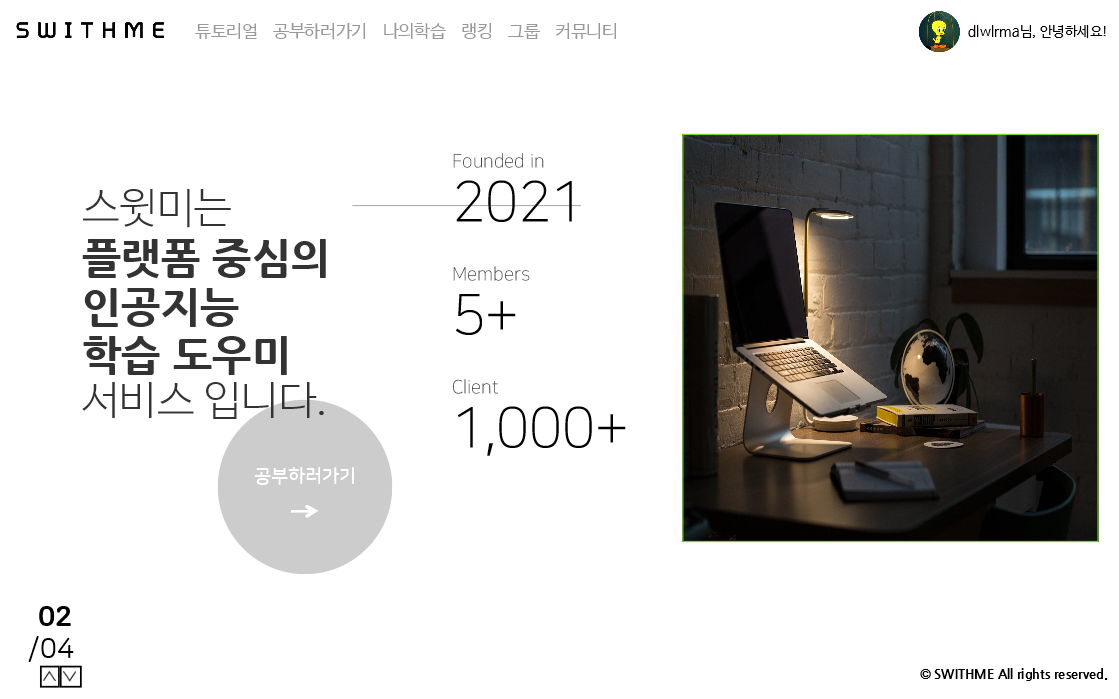 SWITHME 튜토리얼 공부하러가기 나의학습 랭킹 그룹 커뮤니티 dlwlrma님, 안녕하세요!
스윗미는
플랫폼 중심의
인공지능
학습 도우미
서비스 입니다.
공부하러가기
Founded in
2021
Members
5+
Client
1,000+
02
/04
© SWITHME All rights reserved.